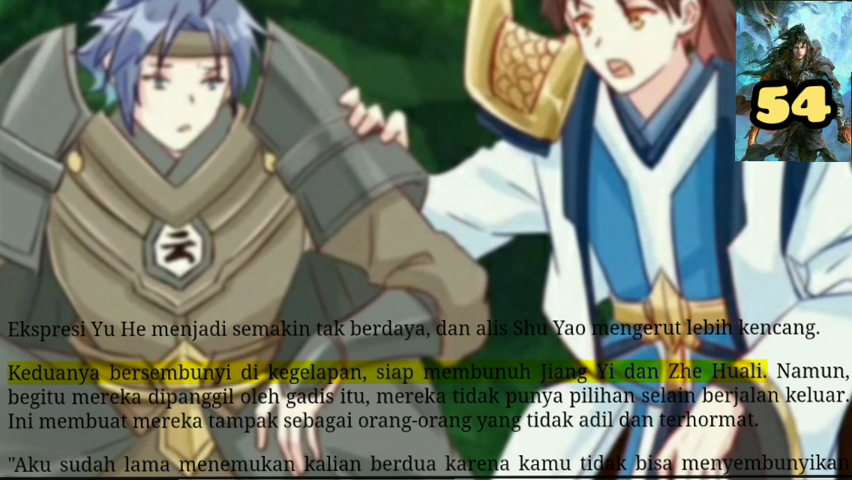 54
云
Ekspresi Yu He menjadi semakin tak berdaya, dan alis Shu Yao mengerut lebih kencang.
Keduanya bersembunyi di kegelapan, siap membunuh Jiang Yi dan Zhe Huali. Namun,
begitu mereka dipanggil oleh gadis itu, mereka tidak punya pilihan selain berjalan keluar.
Ini membuat mereka tampak sebagai orang-orang yang tidak adil dan terhormat.
"Aku sudah lama menemukan kalian berdua karena kamu tidak bisa menyembunyikan